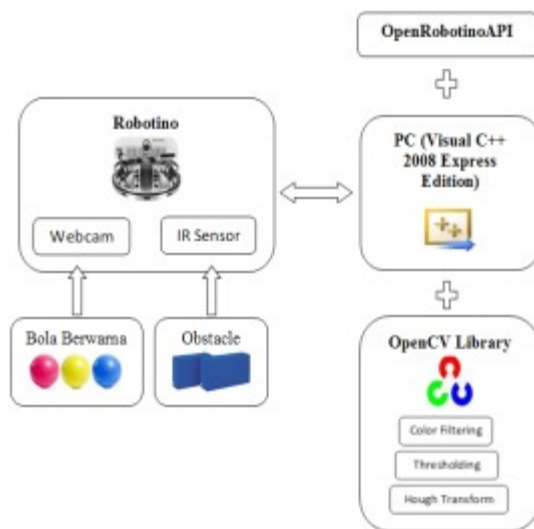 OpenRobotinoAPI
Robotino
Webcam
IR Sensor
PC (Visual C++
2008 Express
Edition)
Bola Berwarna
Obstacle
OpenCV Library
Color Filtering
Thresholding
Hough Transform